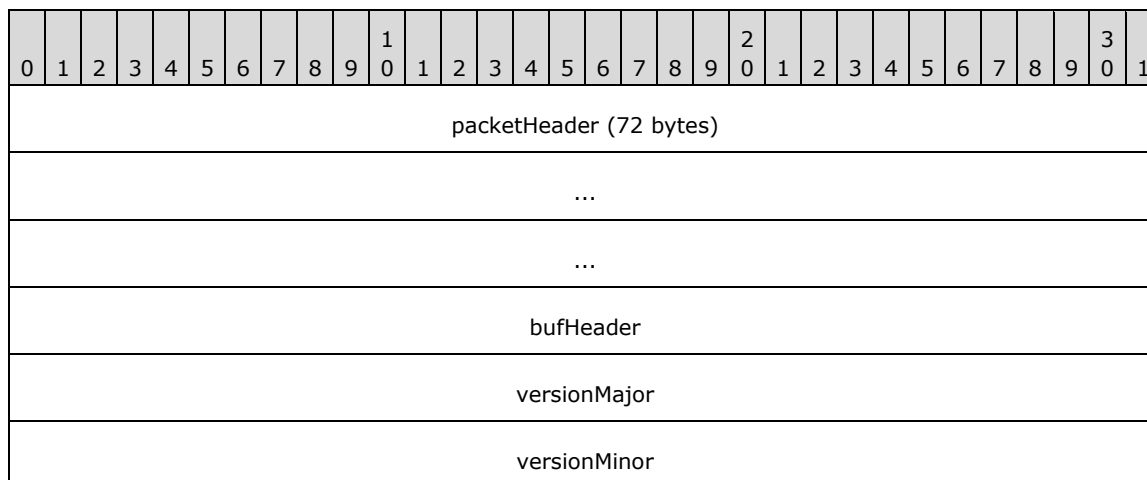 1 2 3
0 1 2 3 4 5 6 7 8 9 0 1 2 3 4 5 6 7 8 9 0 1 2 3 4 5 6 7 8 9 0 1
packetHeader (72 bytes)
...
...
bufHeader
versionMajor
versionMinor